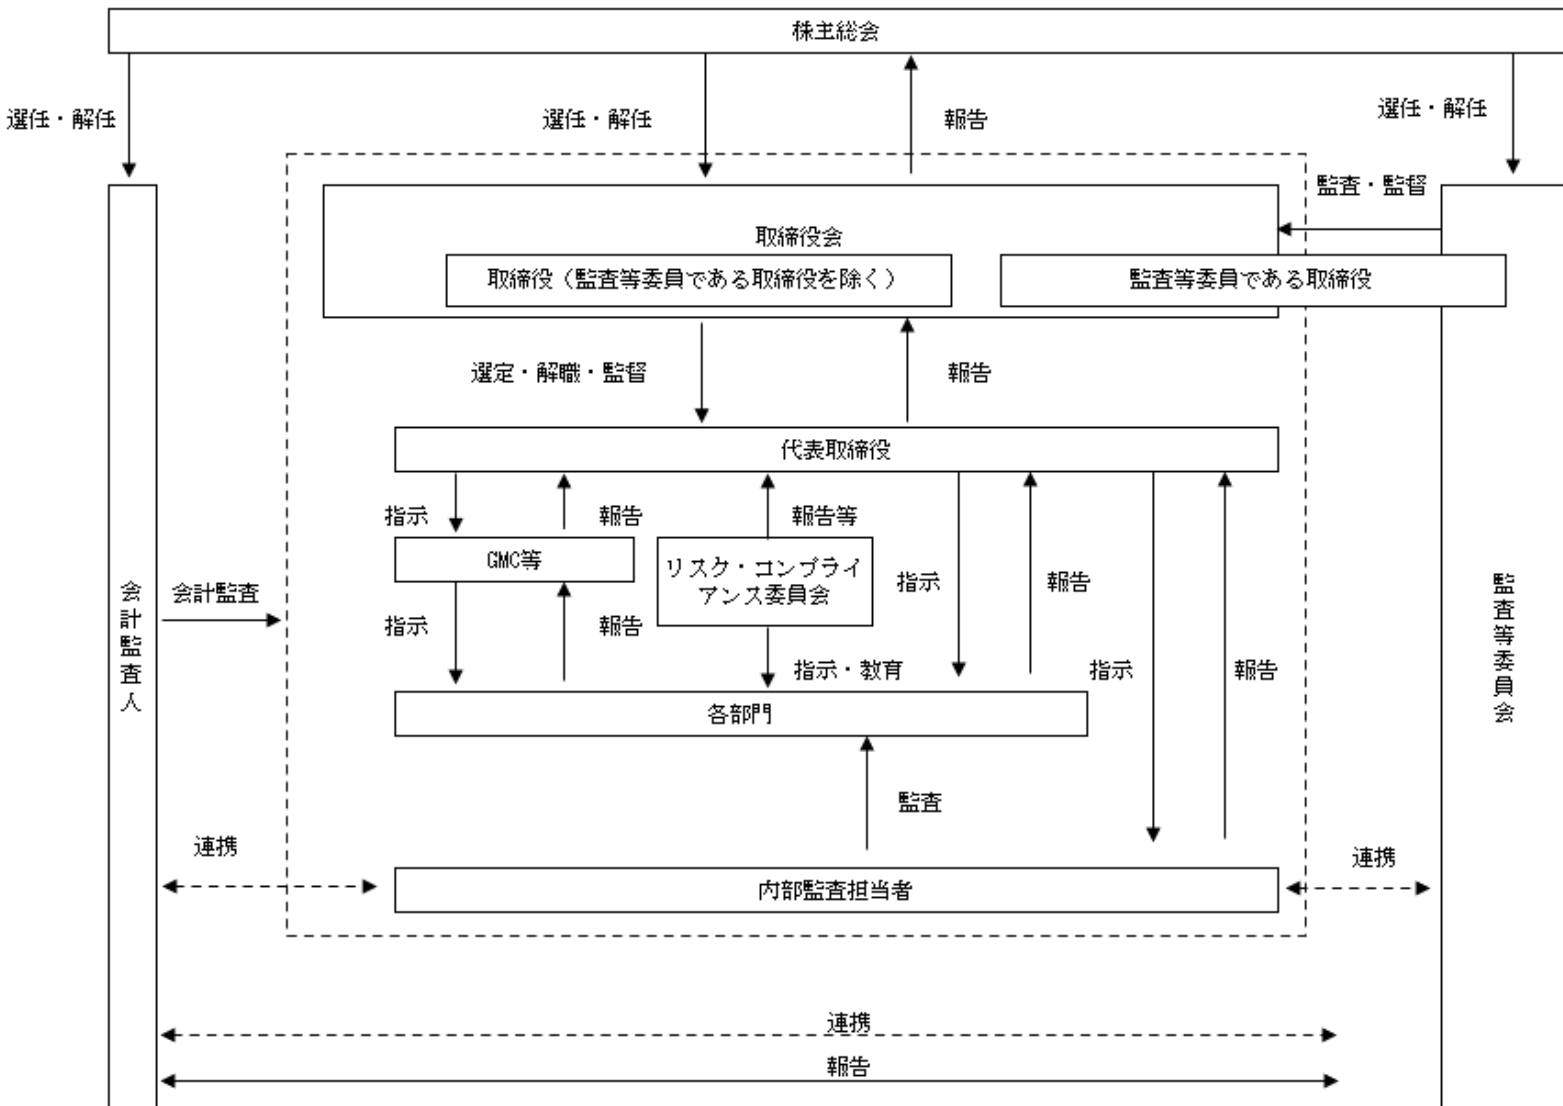 株主総会
選任・解任
選任・解任
報告
選任・解任
監査・監督
取締役会
取締役（監査等委員である取締役を除く）
監査等委員である取締役
選定・解職・監督
報告
代表取締役
指示
報告
報告等
GMC等
リスク・コンプライ
アンス委員会
指示
報告
会計監査人
会計監査
監査等委員会
指示
報告
指示・教育
指示
報告
各部門
監査
連携
連携
内部監査担当者
連携
報告